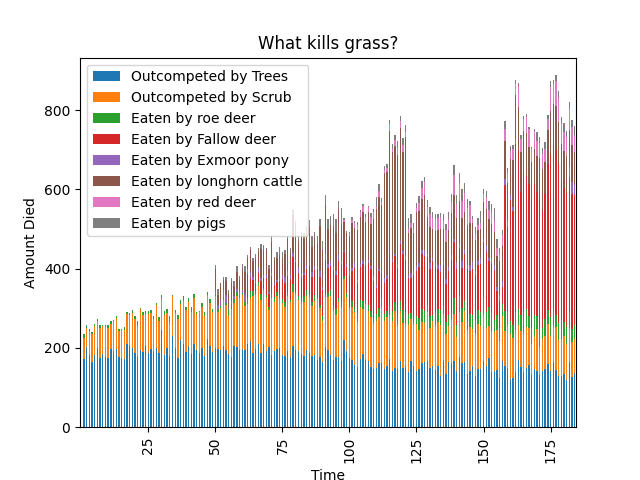 What kills grass?
Outcompeted by Trees
Outcompeted by Scrub
Eaten by roe deer
Eaten by Fallow deer
Eaten by Exmoor pony
Eaten by longhorn cattle
Eaten by red deer
Eaten by pigs
Amount Died
800
600
400
200
0
25
50
75
100
125
150
175
Time